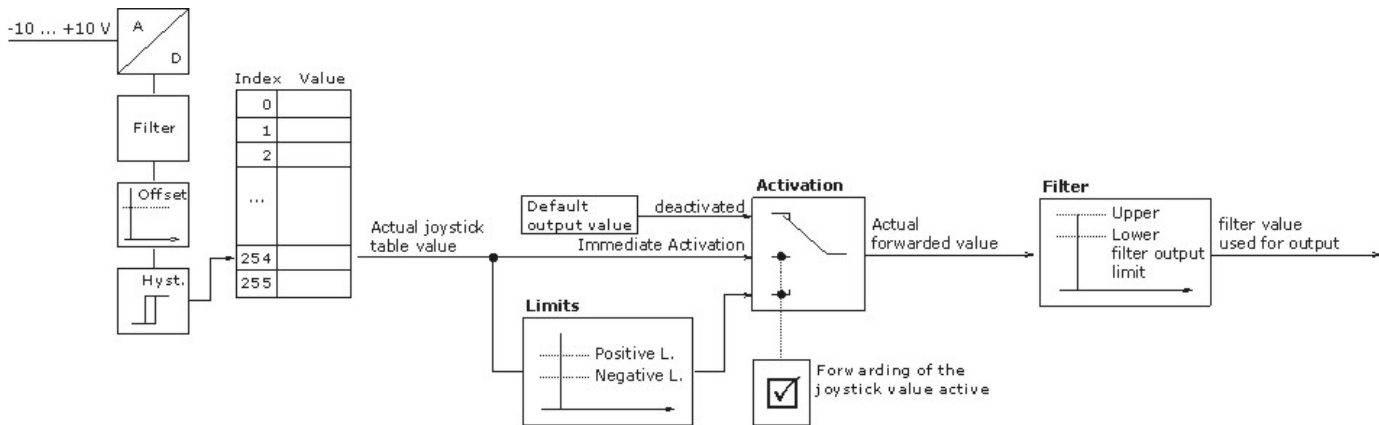 -10 ... +10 V
A
D
Filter
Offset
Hyst.
Index Value
0
1
2
...
254
255
Actual joystick
table value
Default
output value
deactivated
Immediate Activation
Limits
Positive L.
Negative L.
Activation
Forwarding of the
joystick value active
Actual
forwarded value
Filter
Upper
Lower
filter output
limit
filter value
used for output